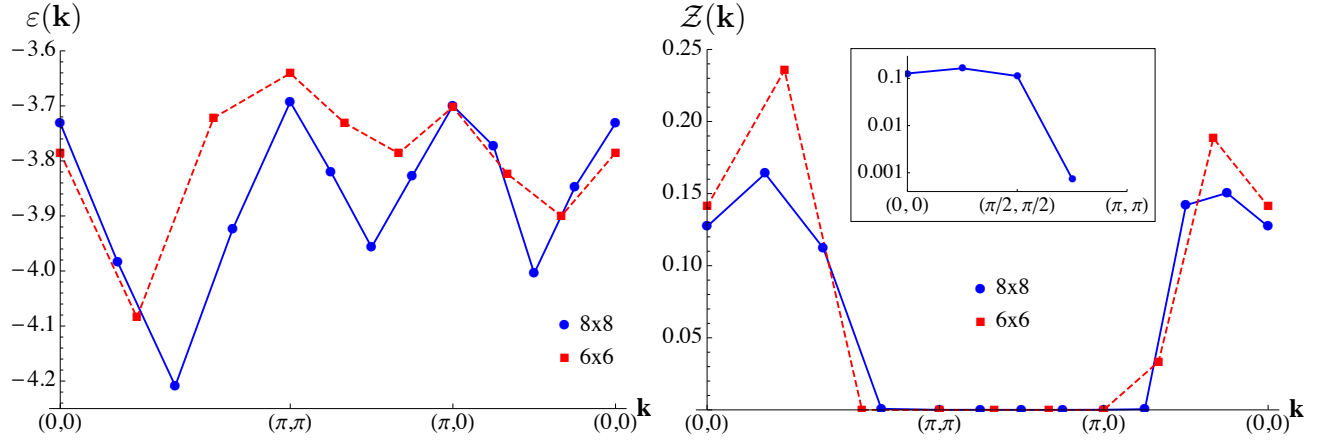 ε(k)
−3.6
−3.7
−3.8
−3.9
−4.0
−4.1
−4.2
(0,0)
(π,π)
(π,0)
(0,0)
k
8x8
6x6
𝒵(k)
0.25
0.20
0.15
0.10
0.05
(0,0)
(π,π)
(π,0)
(0,0)
k
8x8
6x6
0.1
0.01
0.001
(0, 0)
(π/2, π/2)
(π, π)